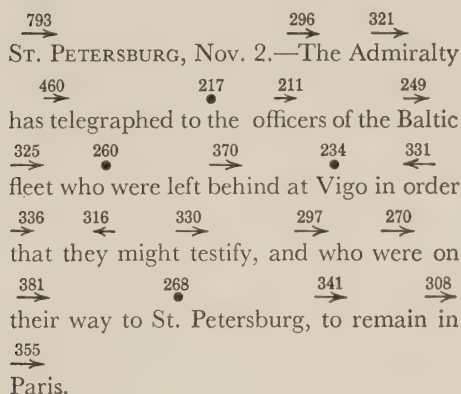 793 296 321
St. Petersburg, Nov. 2.—The Admiralty
460 217 211 249
has telegraphed to the officers of the Baltic
325 260 370 234 331
fleet who were left behind at Vigo in order
336 316 330 297 270
that they might testify, and who were on
381 268 341 308
their way to St. Petersburg, to remain in
355
Paris.